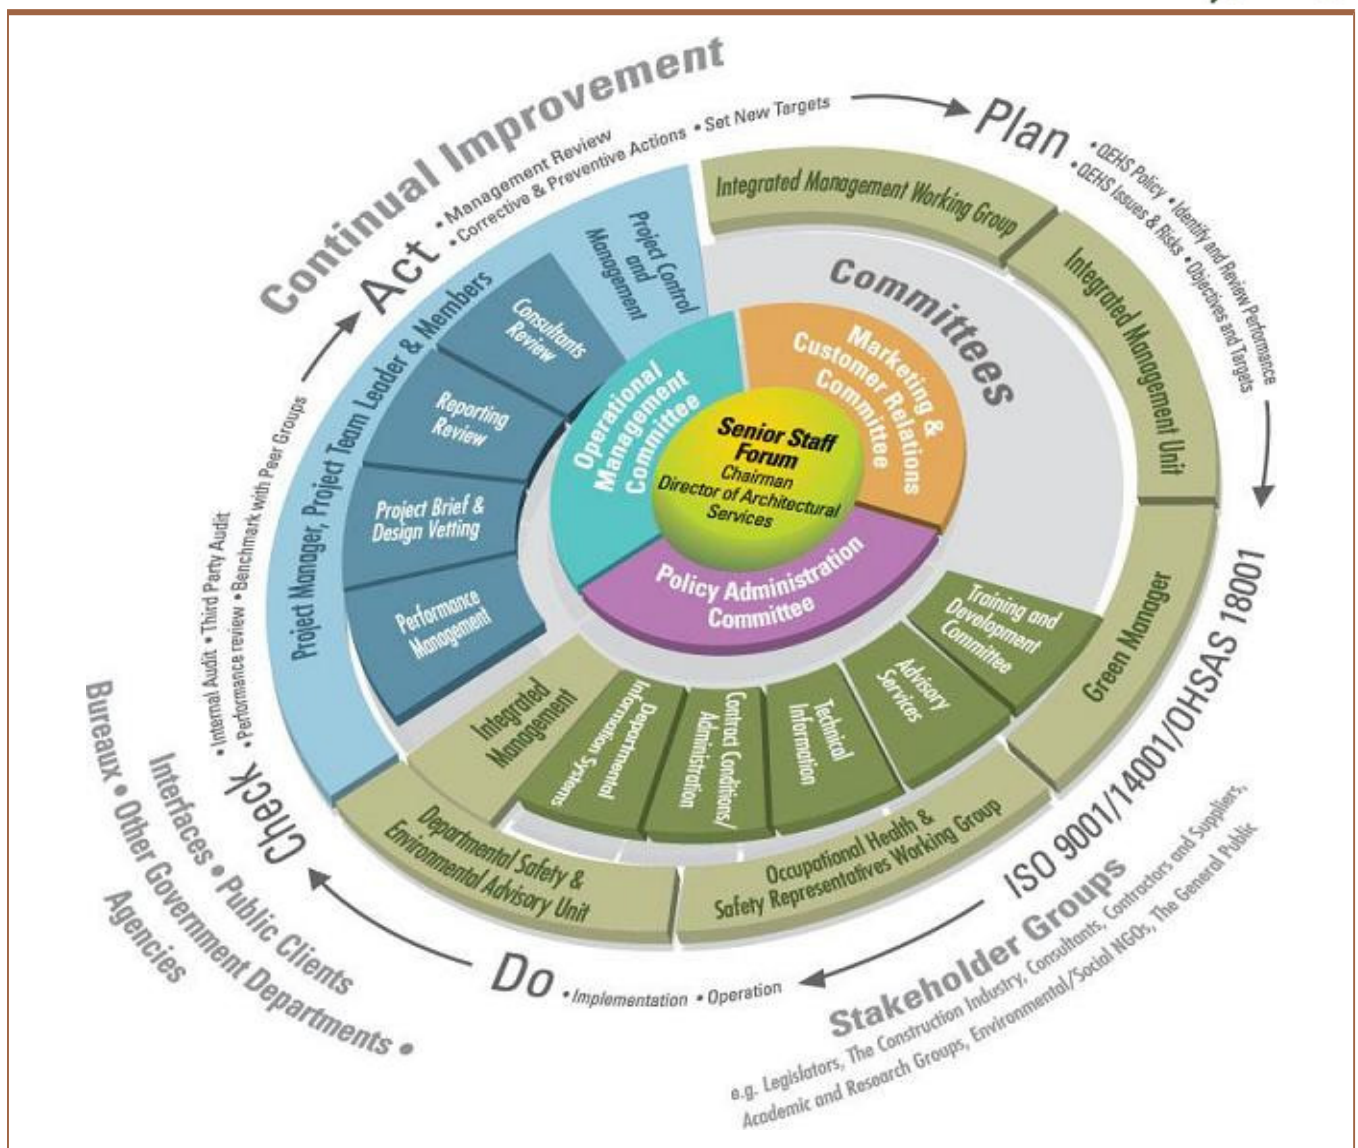 Continual Improvement
Act
• Management Review
• Corrective & Preventive Actions • Set New Targets
Plan
• QEHS Policy • Identify and Review Performance
• QEHS Issues & Risks • Objectives and Targets
ISO 9001/14001/OHSAS 18001
Stakeholder Groups
e.g. Legislators, The Construction Industry, Consultants, Contractors and Suppliers,
Academic and Research Groups, Environmental/Social NGOs, The General Public
Do
• Implementation • Operation
Check
• Internal Audit • Third Party Audit
• Performance review • Benchmark with Peer Groups
Interfaces • Public Clients
Bureaux • Other Government Departments •
Agencies
Integrated Management Working Group
Integrated Management Unit
Green Manager
Occupational Health &
Safety Representatives Working Group
Departmental Safety &
Environmental Advisory Unit
Project Manager, Project Team Leader & Members
Project Control
and
Management
Consultants
Review
Reporting
Review
Project Brief &
Design Vetting
Performance
Management
Integrated
Management
Departmental
Information Systems
Contract Conditions/
Administration
Technical
Information
Advisory
Services
Training and
Development
Committee
Committees
Operational
Management
Committee
Marketing &
Customer Relations
Committee
Policy Administration
Committee
Senior Staff
Forum
Chairman
Director of Architectural
Services